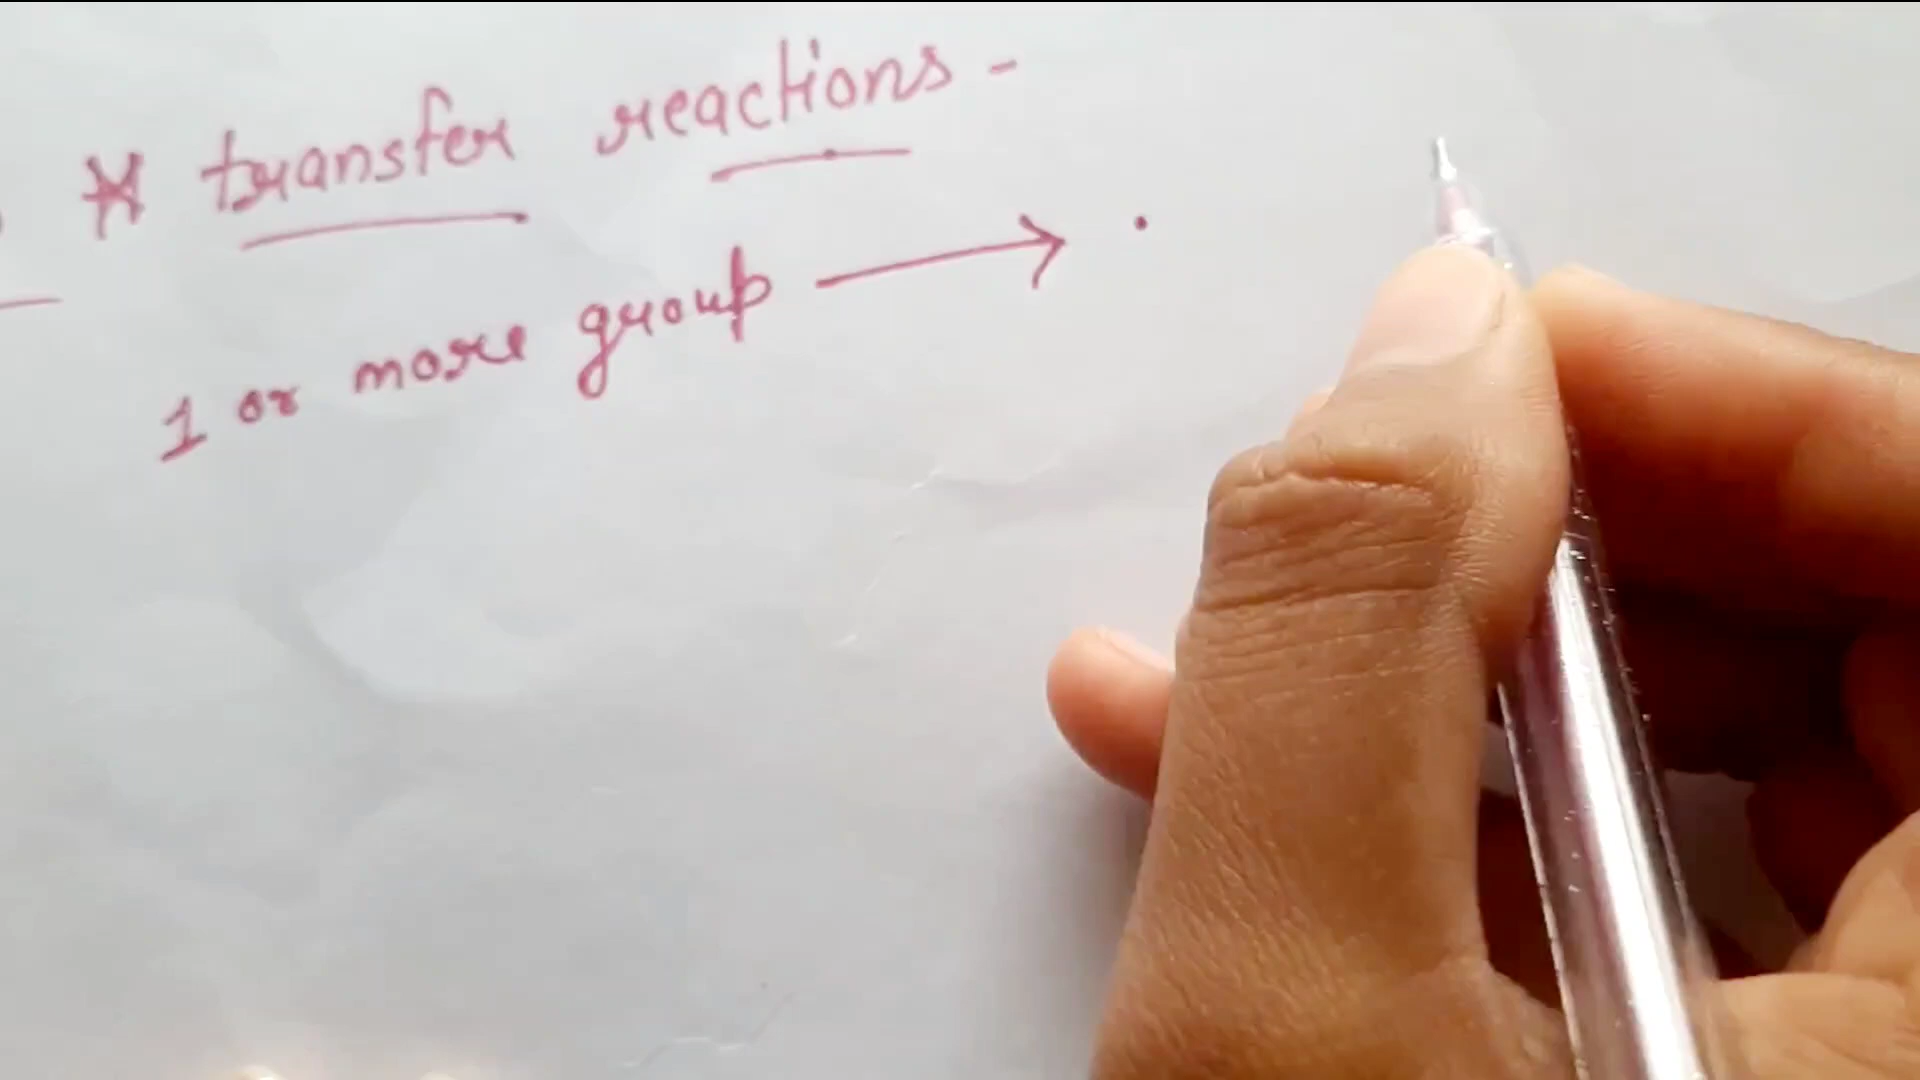 * transfer reactions -
1 or more group → .